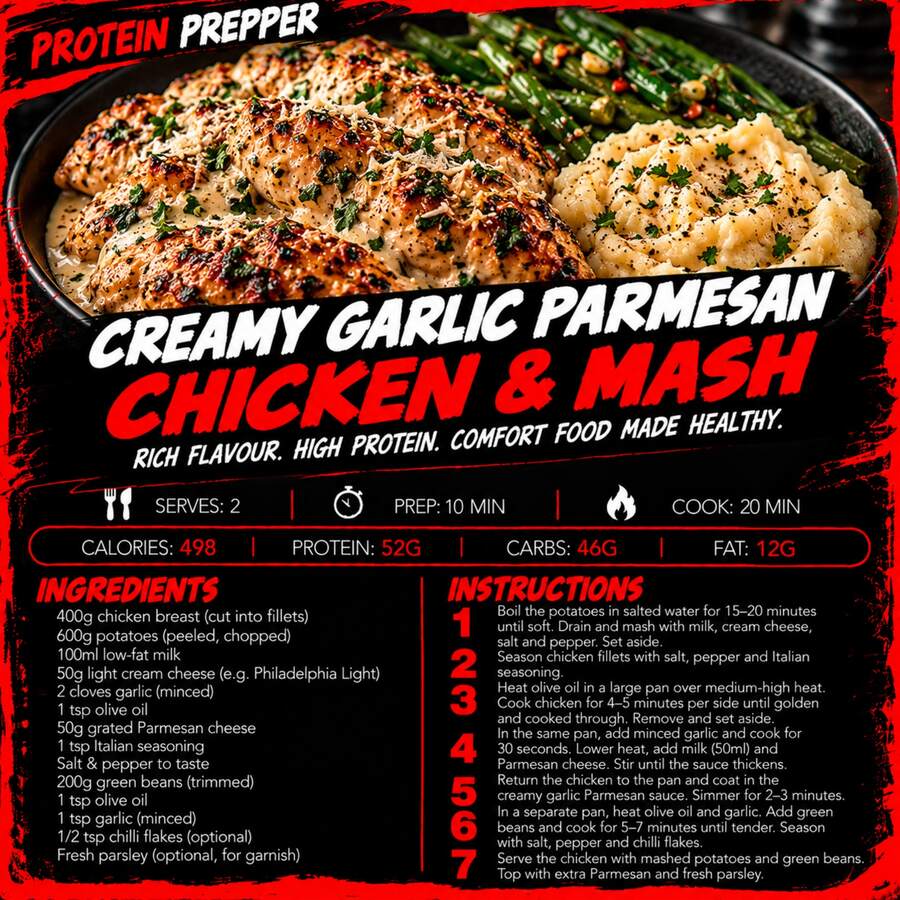 PROTEIN PREPPER
CREAMY GARLIC PARMESAN
CHICKEN & MASH
RICH FLAVOUR. HIGH PROTEIN. COMFORT FOOD MADE HEALTHY.
SERVES: 2
PREP: 10 MIN
COOK: 20 MIN
CALORIES: 498
PROTEIN: 52G
CARBS: 46G
FAT: 12G
INGREDIENTS
400g chicken breast (cut into fillets)
600g potatoes (peeled, chopped)
100ml low-fat milk
50g light cream cheese (e.g. Philadelphia Light)
2 cloves garlic (minced)
1 tsp olive oil
50g grated Parmesan cheese
1 tsp Italian seasoning
Salt & pepper to taste
200g green beans (trimmed)
1 tsp olive oil
1 tsp garlic (minced)
1/2 tsp chilli flakes (optional)
Fresh parsley (optional, for garnish)
INSTRUCTIONS
1 Boil the potatoes in salted water for 15–20 minutes
until soft. Drain and mash with milk, cream cheese,
salt and pepper. Set aside.
2 Season chicken fillets with salt, pepper and Italian
seasoning.
3 Heat olive oil in a large pan over medium-high heat.
Cook chicken for 4–5 minutes per side until golden
and cooked through. Remove and set aside.
4 In the same pan, add minced garlic and cook for
30 seconds. Lower heat, add milk (50ml) and
Parmesan cheese. Stir until the sauce thickens.
5 Return the chicken to the pan and coat in the
creamy garlic Parmesan sauce. Simmer for 2–3 minutes.
6 In a separate pan, heat olive oil and garlic. Add green
beans and cook for 5–7 minutes until tender. Season
with salt, pepper and chilli flakes.
7 Serve the chicken with mashed potatoes and green beans.
Top with extra Parmesan and fresh parsley.